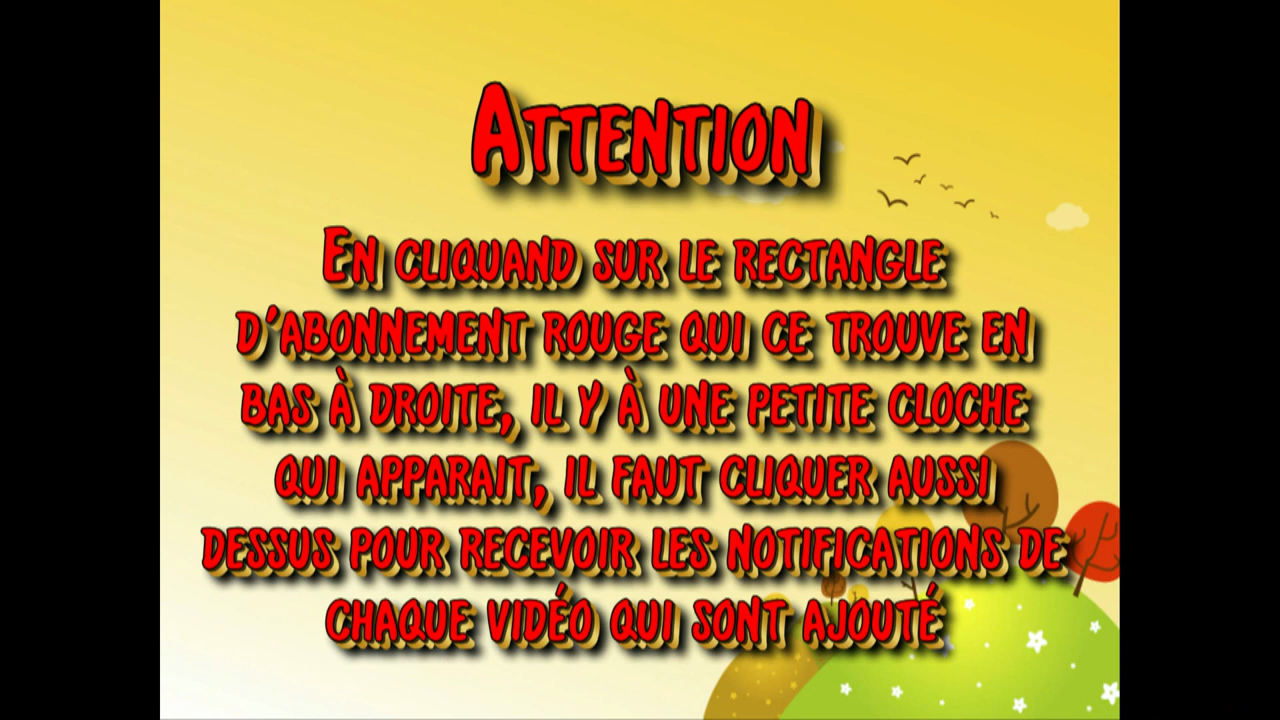 Attention
En cliquand sur le rectangle
d'abonnement rouge qui ce trouve en
bas à droite, il y à une petite cloche
qui apparait, il faut cliquer aussi
dessus pour recevoir les notifications de
chaque vidéo qui sont ajouté